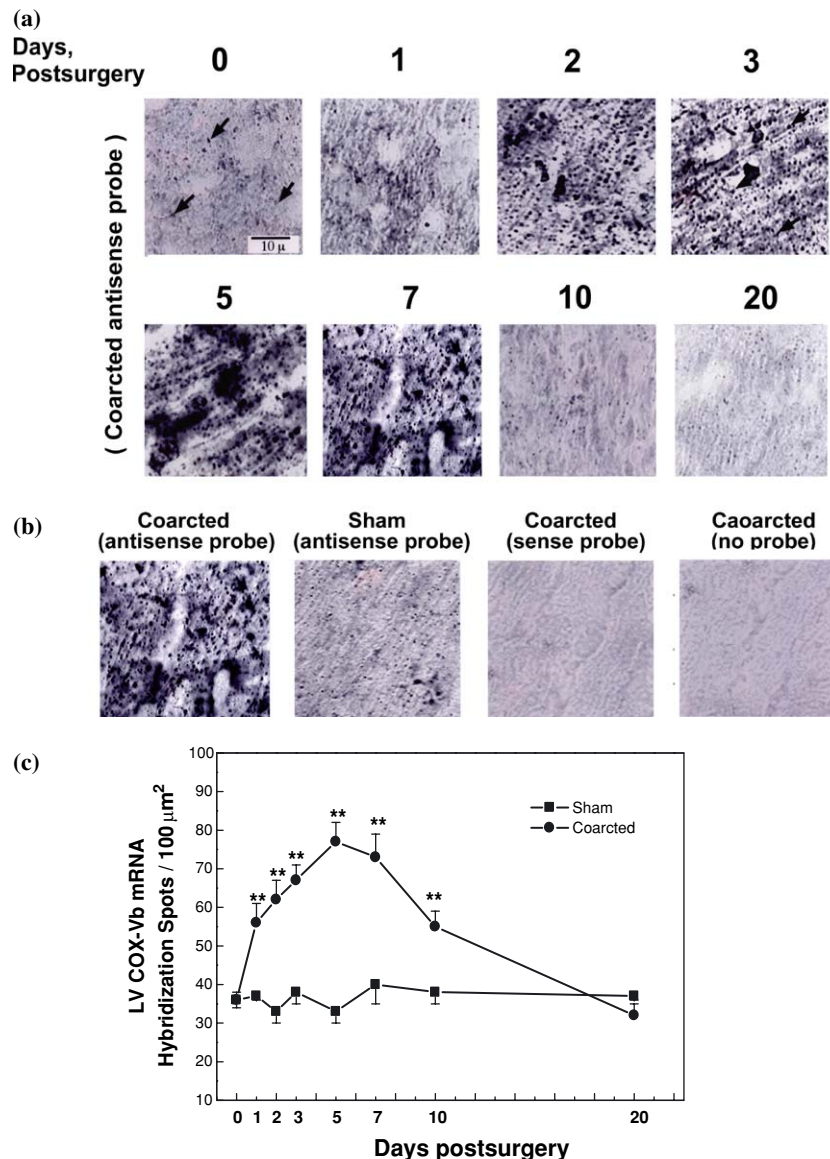 (a)
Days, Postsurgery 0 1 2 3
10 μ
( Coarcted antisense probe )
5 7 10 20
(b)
Coarcted (antisense probe)
Sham (antisense probe)
Coarcted (sense probe)
Caoarcted (no probe)
(c)
100
90
80
70
60
50
40
30
20
10
LV COX-Vb mRNA
Hybridization Spots / 100 μm²
Sham
Coarcted
** ** ** ** ** **
0 1 2 3 5 7 10 20
Days postsurgery